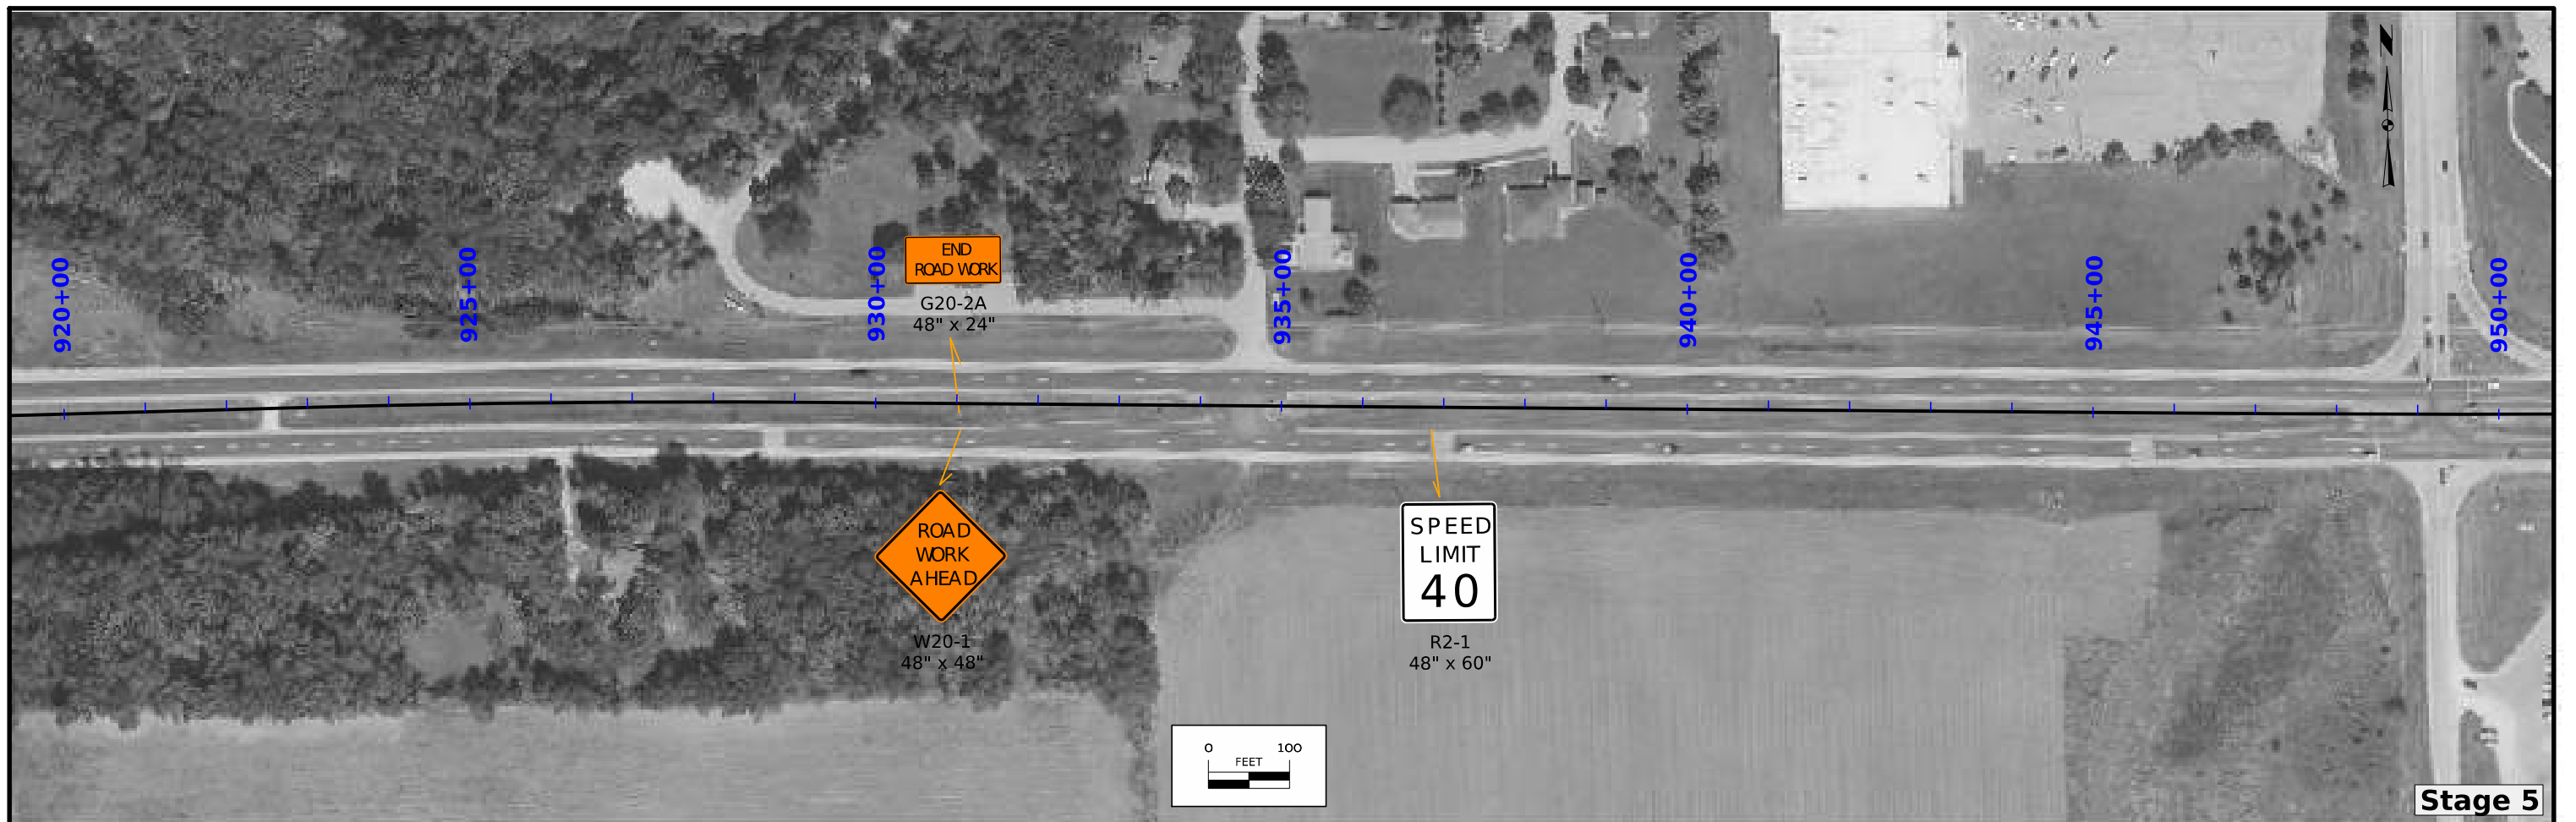 920+00
925+00
930+00
935+00
940+00
945+00
950+00
N
END
ROAD WORK
G20-2A
48" x 24"
ROAD
WORK
AHEAD
W20-1
48" x 48"
SPEED
LIMIT
40
R2-1
48" x 60"
0 100
FEET
Stage 5